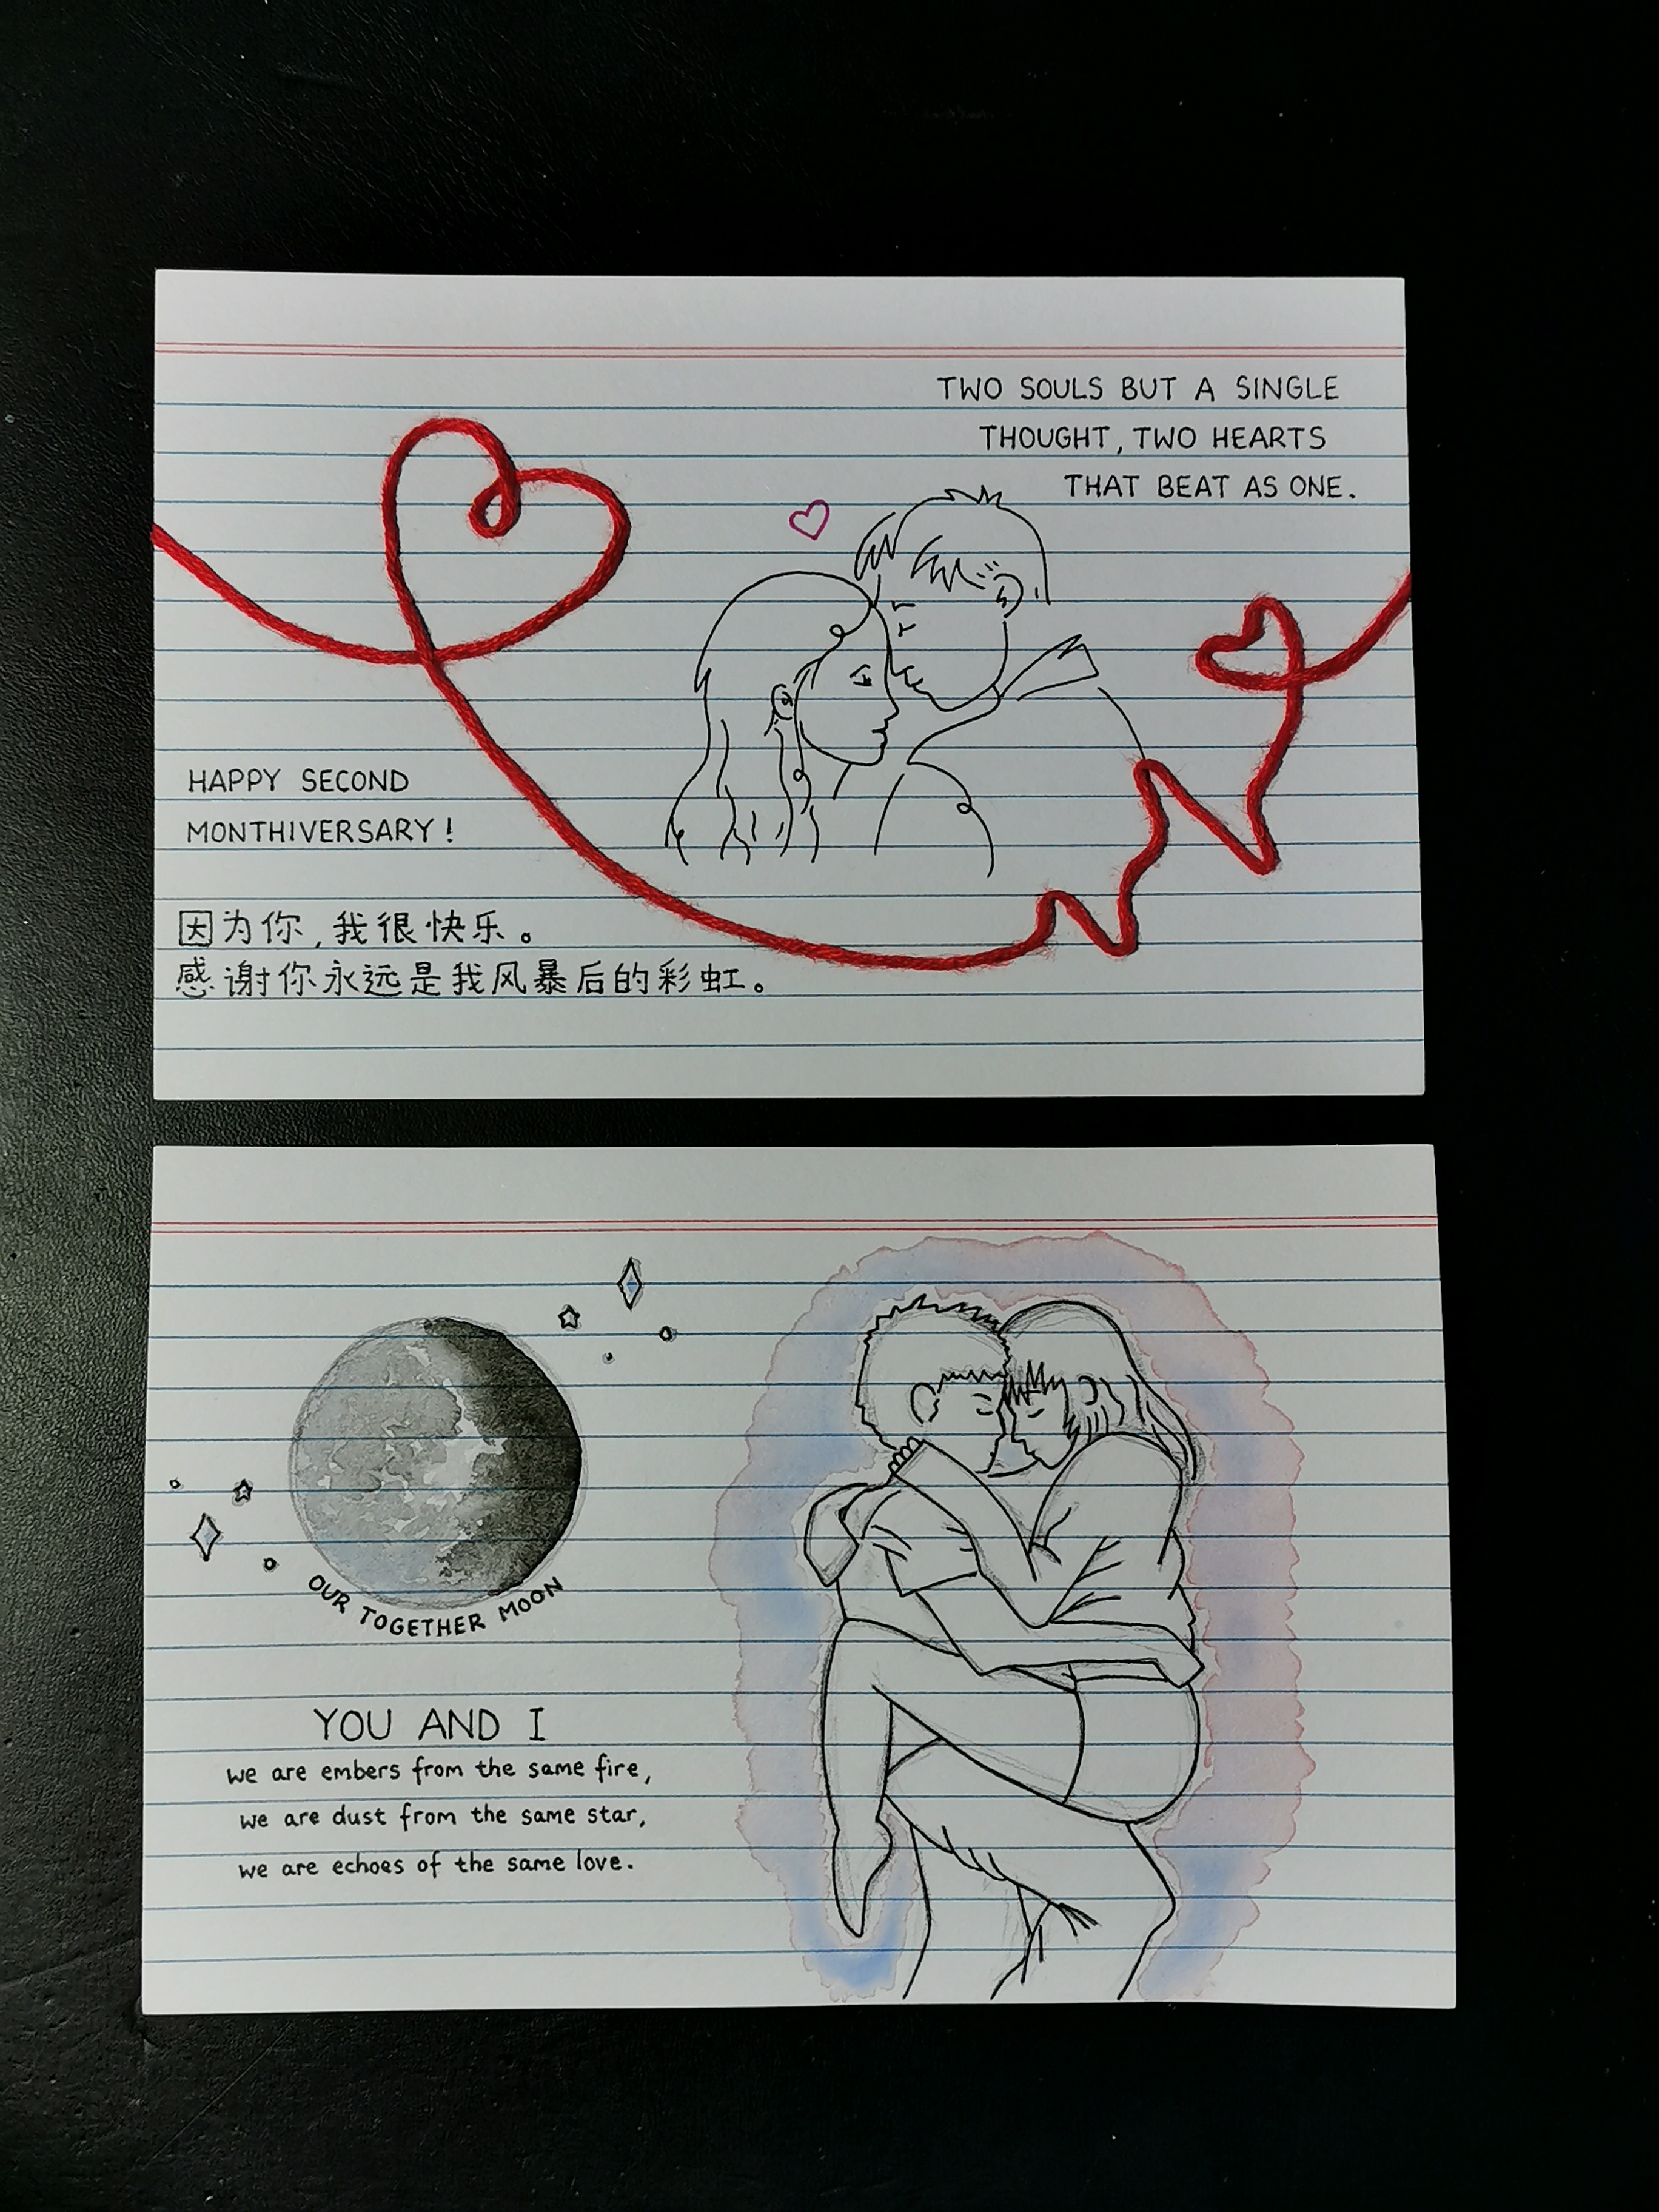 TWO SOULS BUT A SINGLE
THOUGHT, TWO HEARTS
THAT BEAT AS ONE.
HAPPY SECOND
MONTHIVERSARY!
因为你,我很快乐。
感谢你永远是我风暴后的彩虹。
OUR TOGETHER MOON
YOU AND I
we are embers from the same fire,
we are dust from the same star,
we are echoes of the same love.